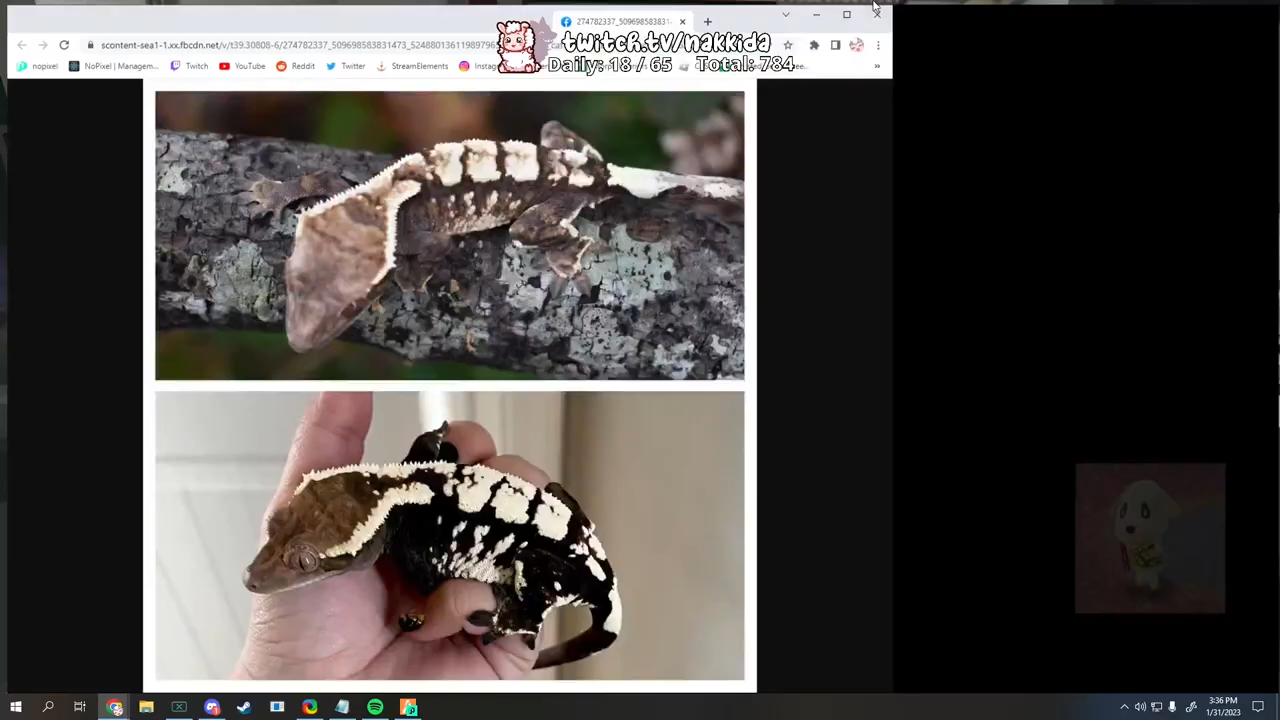 274782337_509698583831
scontent-sea1-1.xx.fbcdn.net/v/t39.30808-6/274782337_509698583831473_5248801361198979
twitch.tv/nakkida
Daily: 18 / 65 Total: 784
nopixel NoPixel | Managem... Twitch YouTube Reddit Twitter StreamElements »
3:36 PM
1/31/2023